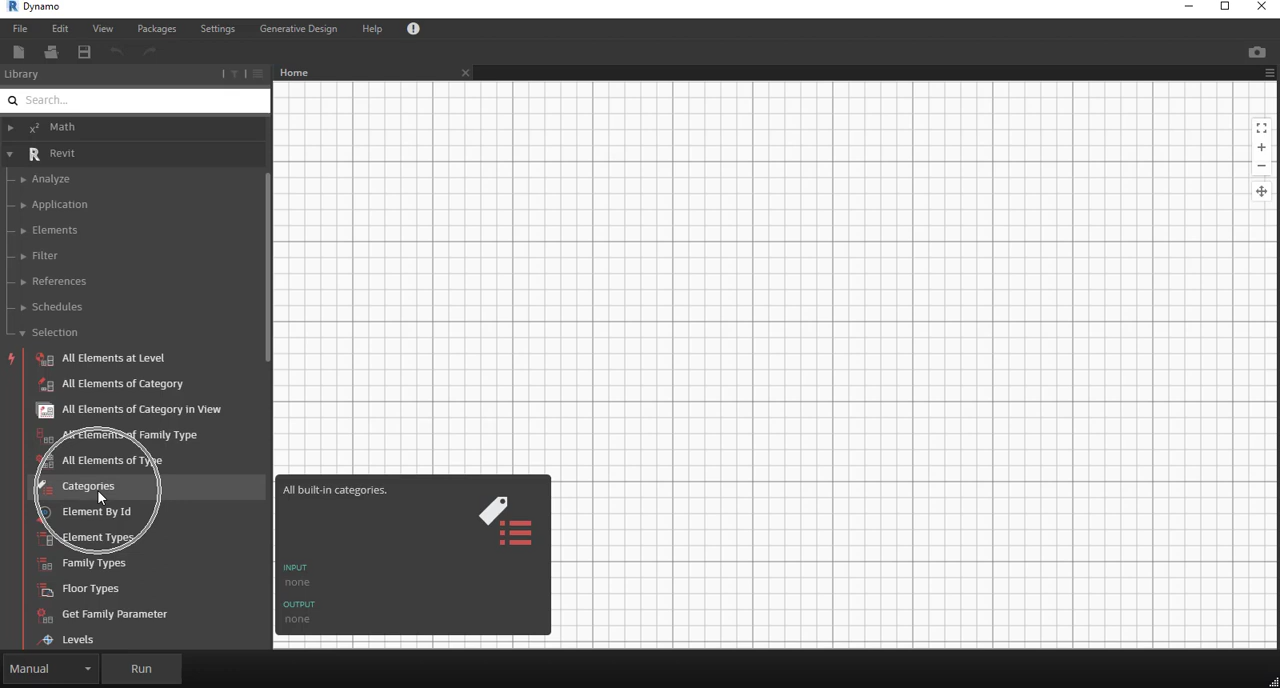 Dynamo
File Edit View Packages Settings Generative Design Help
Library
Home
Search...
x² Math
R Revit
Analyze
Application
Elements
Filter
References
Schedules
Selection
All Elements at Level
All Elements of Category
All Elements of Category in View
All Elements of Family Type
All Elements of Type
Categories
Element By Id
Element Types
Family Types
Floor Types
Get Family Parameter
Levels
All built-in categories.
INPUT
none
OUTPUT
none
Manual Run